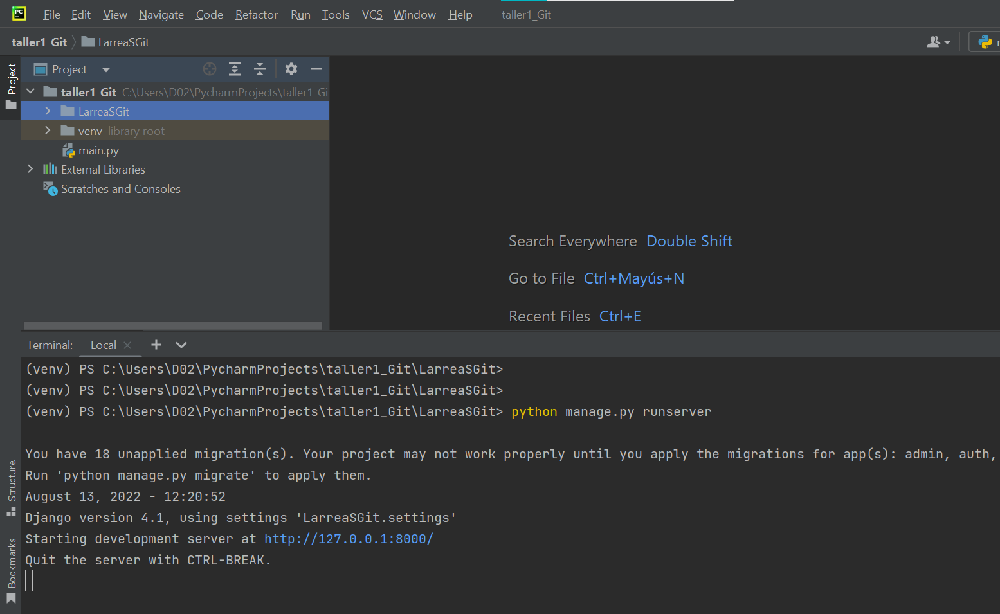 PC
File Edit View Navigate Code Refactor Run Tools VCS Window Help taller1_Git
taller1_Git LarreaSGit
Project
Project
taller1_Git C:\Users\D02\PycharmProjects\taller1_Gi
LarreaSGit
venv library root
main.py
External Libraries
Scratches and Consoles
Search Everywhere Double Shift
Go to File Ctrl+Mayús+N
Recent Files Ctrl+E
Terminal: Local
(venv) PS C:\Users\D02\PycharmProjects\taller1_Git\LarreaSGit>
(venv) PS C:\Users\D02\PycharmProjects\taller1_Git\LarreaSGit>
(venv) PS C:\Users\D02\PycharmProjects\taller1_Git\LarreaSGit> python manage.py runserver
You have 18 unapplied migration(s). Your project may not work properly until you apply the migrations for app(s): admin, auth,
Run 'python manage.py migrate' to apply them.
August 13, 2022 - 12:20:52
Django version 4.1, using settings 'LarreaSGit.settings'
Starting development server at http://127.0.0.1:8000/
Quit the server with CTRL-BREAK.
Structure
Bookmarks